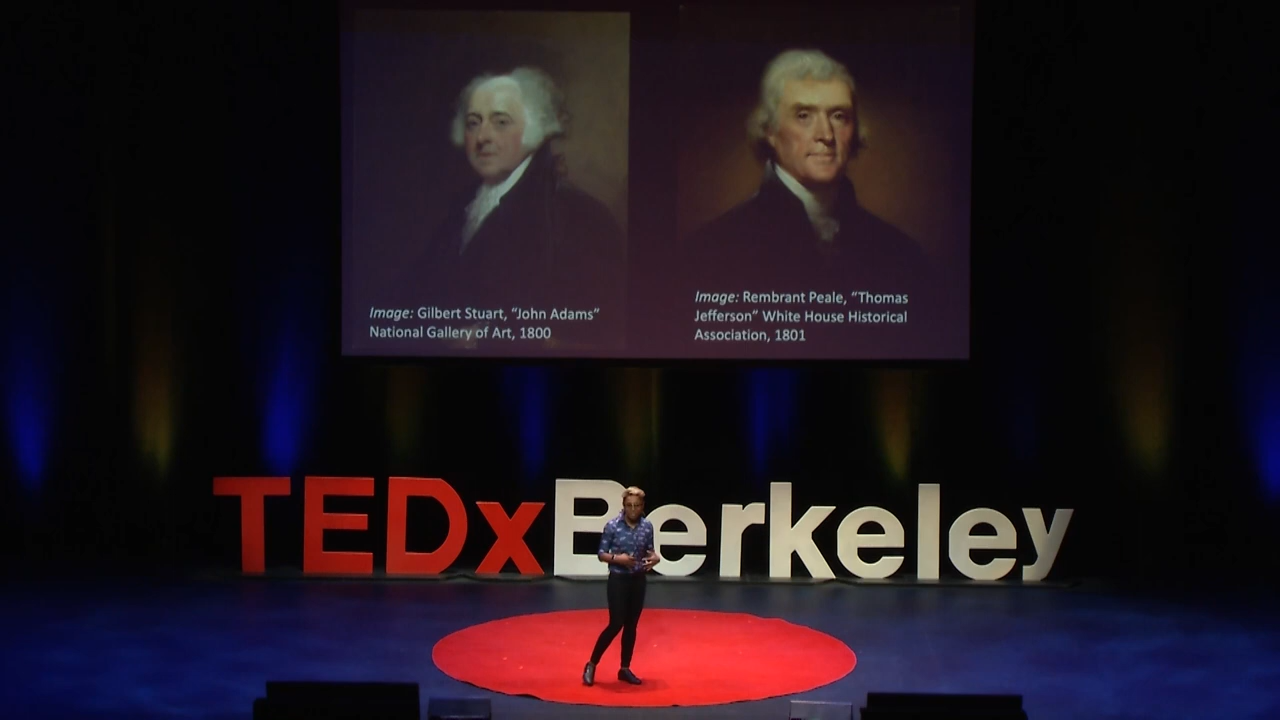 Image: Gilbert Stuart, “John Adams”
National Gallery of Art, 1800
Image: Rembrant Peale, “Thomas
Jefferson” White House Historical
Association, 1801
TEDxBerkeley